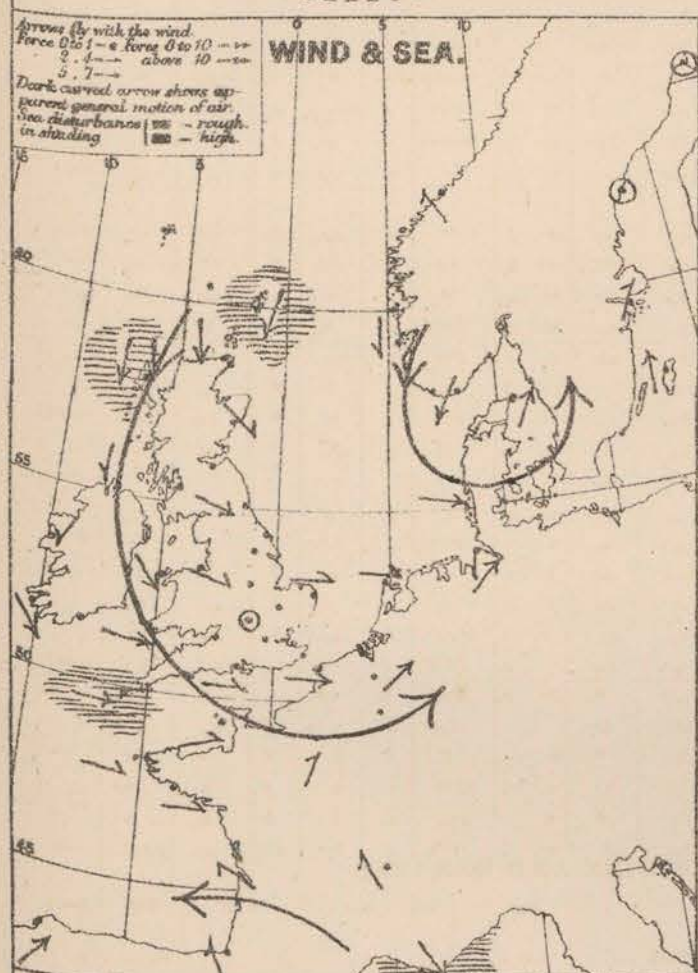 WIND & SEA.
Arrows fly with the wind
Force 0 to 1 force 8 to 10
2 . 4 above 10
5 . 7
Dark curved arrow shows ap-
parent general motion of air.
Sea disturbance - rough.
in shading - high.
0 5 10
15 10 5
60
55
50
45